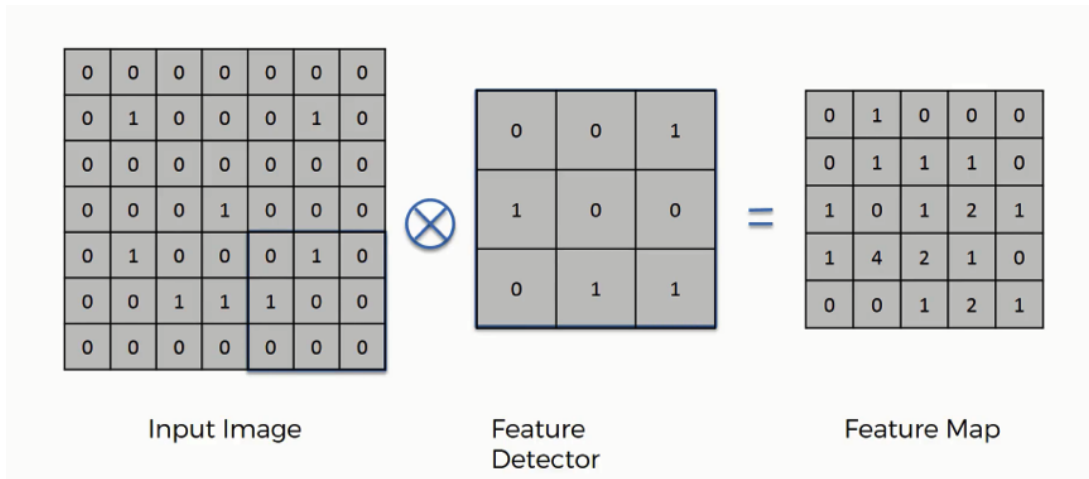 0 0 0 0 0 0 0
0 1 0 0 0 1 0
0 0 0 0 0 0 0
0 0 0 1 0 0 0
0 1 0 0 0 1 0
0 0 1 1 1 0 0
0 0 0 0 0 0 0
0 0 1
1 0 0
0 1 1
=
0 1 0 0 0
0 1 1 1 0
1 0 1 2 1
1 4 2 1 0
0 0 1 2 1
Input Image
Feature
Detector
Feature Map